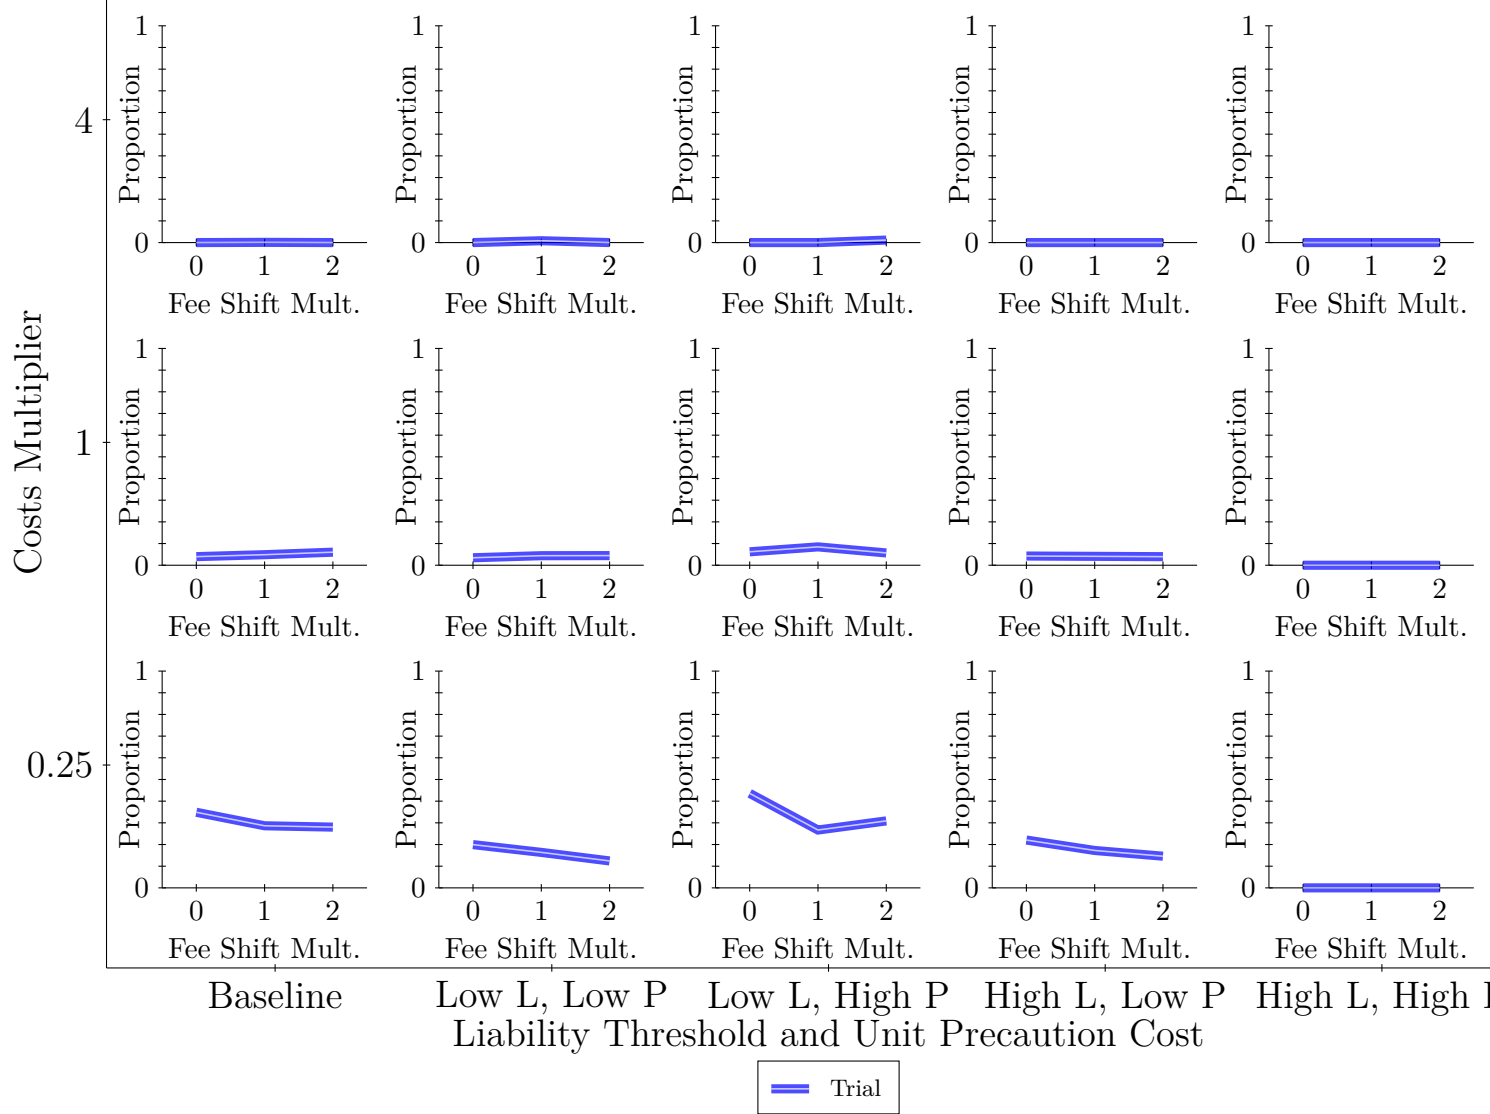 1 1 1 1 1
Proportion Proportion Proportion Proportion Proportion
4
0 0 0 0 0
0 1 2 0 1 2 0 1 2 0 1 2 0 1 2
Fee Shift Mult. Fee Shift Mult. Fee Shift Mult. Fee Shift Mult. Fee Shift Mult.
Costs Multiplier
1 1 1 1 1
Proportion Proportion Proportion Proportion Proportion
1
0 0 0 0 0
0 1 2 0 1 2 0 1 2 0 1 2 0 1 2
Fee Shift Mult. Fee Shift Mult. Fee Shift Mult. Fee Shift Mult. Fee Shift Mult.
1 1 1 1 1
Proportion Proportion Proportion Proportion Proportion
0.25
0 0 0 0 0
0 1 2 0 1 2 0 1 2 0 1 2 0 1 2
Fee Shift Mult. Fee Shift Mult. Fee Shift Mult. Fee Shift Mult. Fee Shift Mult.
Baseline Low L, Low P Low L, High P High L, Low P High L, High
Liability Threshold and Unit Precaution Cost
Trial